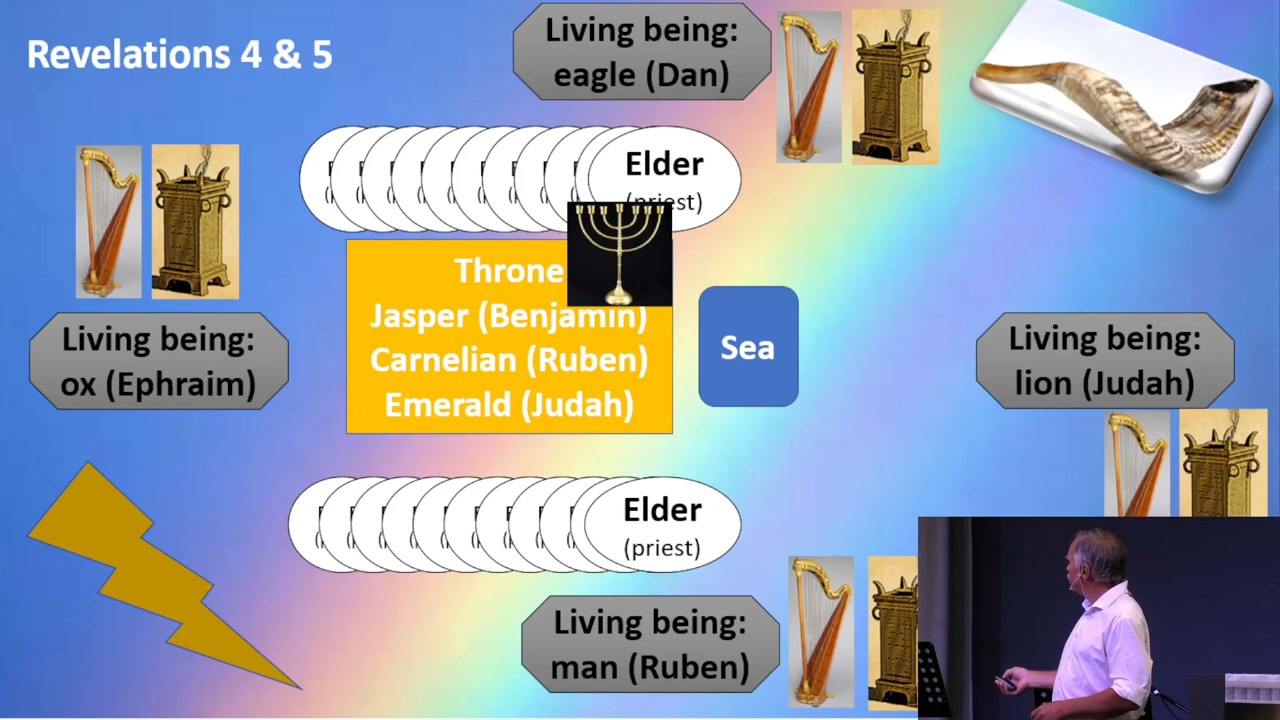 Revelations 4 & 5
Living being:
eagle (Dan)
Elder
(priest)
Throne
Jasper (Benjamin)
Carnelian (Ruben)
Emerald (Judah)
Sea
Living being:
ox (Ephraim)
Living being:
lion (Judah)
Elder
(priest)
Living being:
man (Ruben)